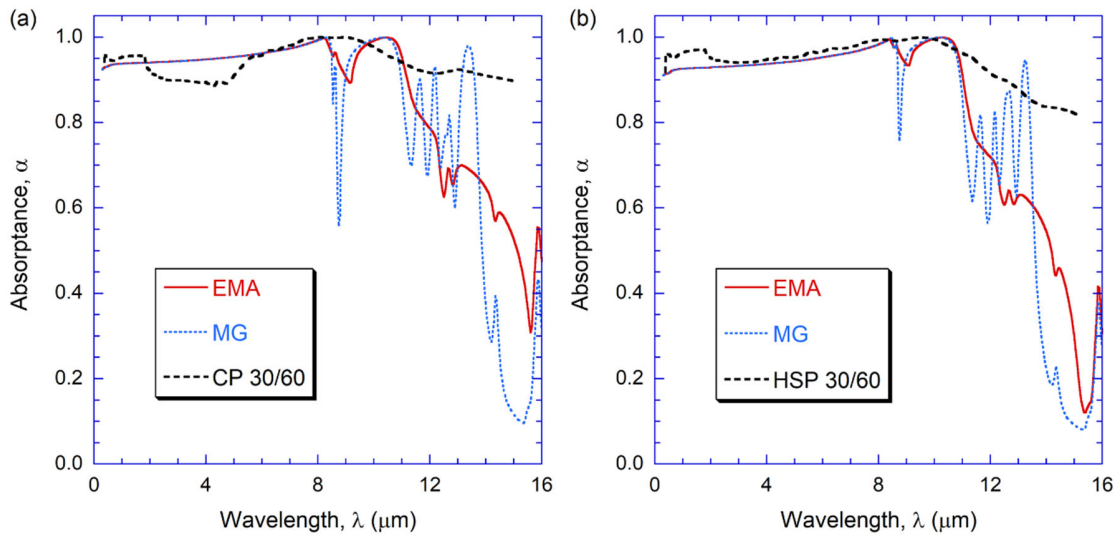 (a)
Absorptance, α
1.0
0.8
0.6
0.4
0.2
0.0
EMA
MG
CP 30/60
0 4 8 12 16
Wavelength, λ (μm)
(b)
Absorptance, α
1.0
0.8
0.6
0.4
0.2
0.0
EMA
MG
HSP 30/60
0 4 8 12 16
Wavelength, λ (μm)